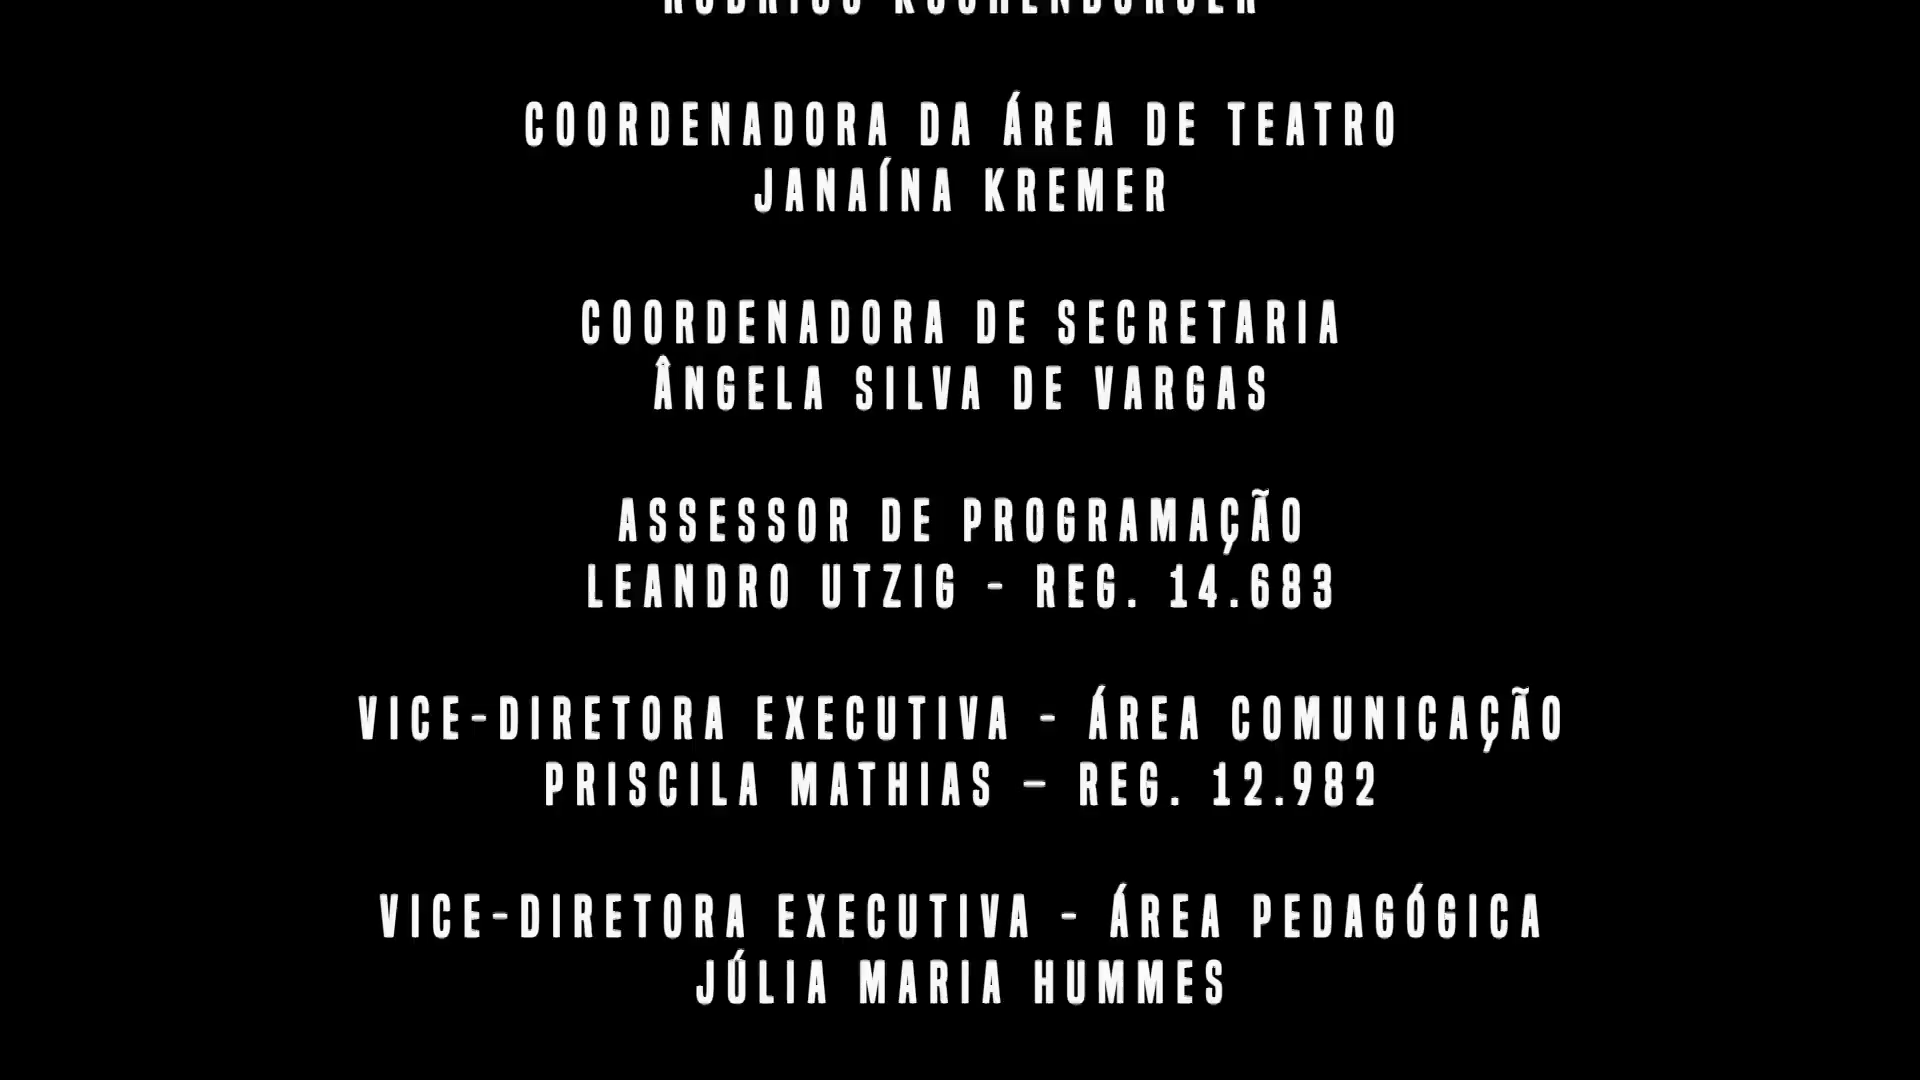 COORDENADORA DA ÁREA DE TEATRO
JANAÍNA KREMER
COORDENADORA DE SECRETARIA
ÂNGELA SILVA DE VARGAS
ASSESSOR DE PROGRAMAÇÃO
LEANDRO UTZIG - REG. 14.683
VICE-DIRETORA EXECUTIVA - ÁREA COMUNICAÇÃO
PRISCILA MATHIAS – REG. 12.982
VICE-DIRETORA EXECUTIVA - ÁREA PEDAGÓGICA
JÚLIA MARIA HUMMES